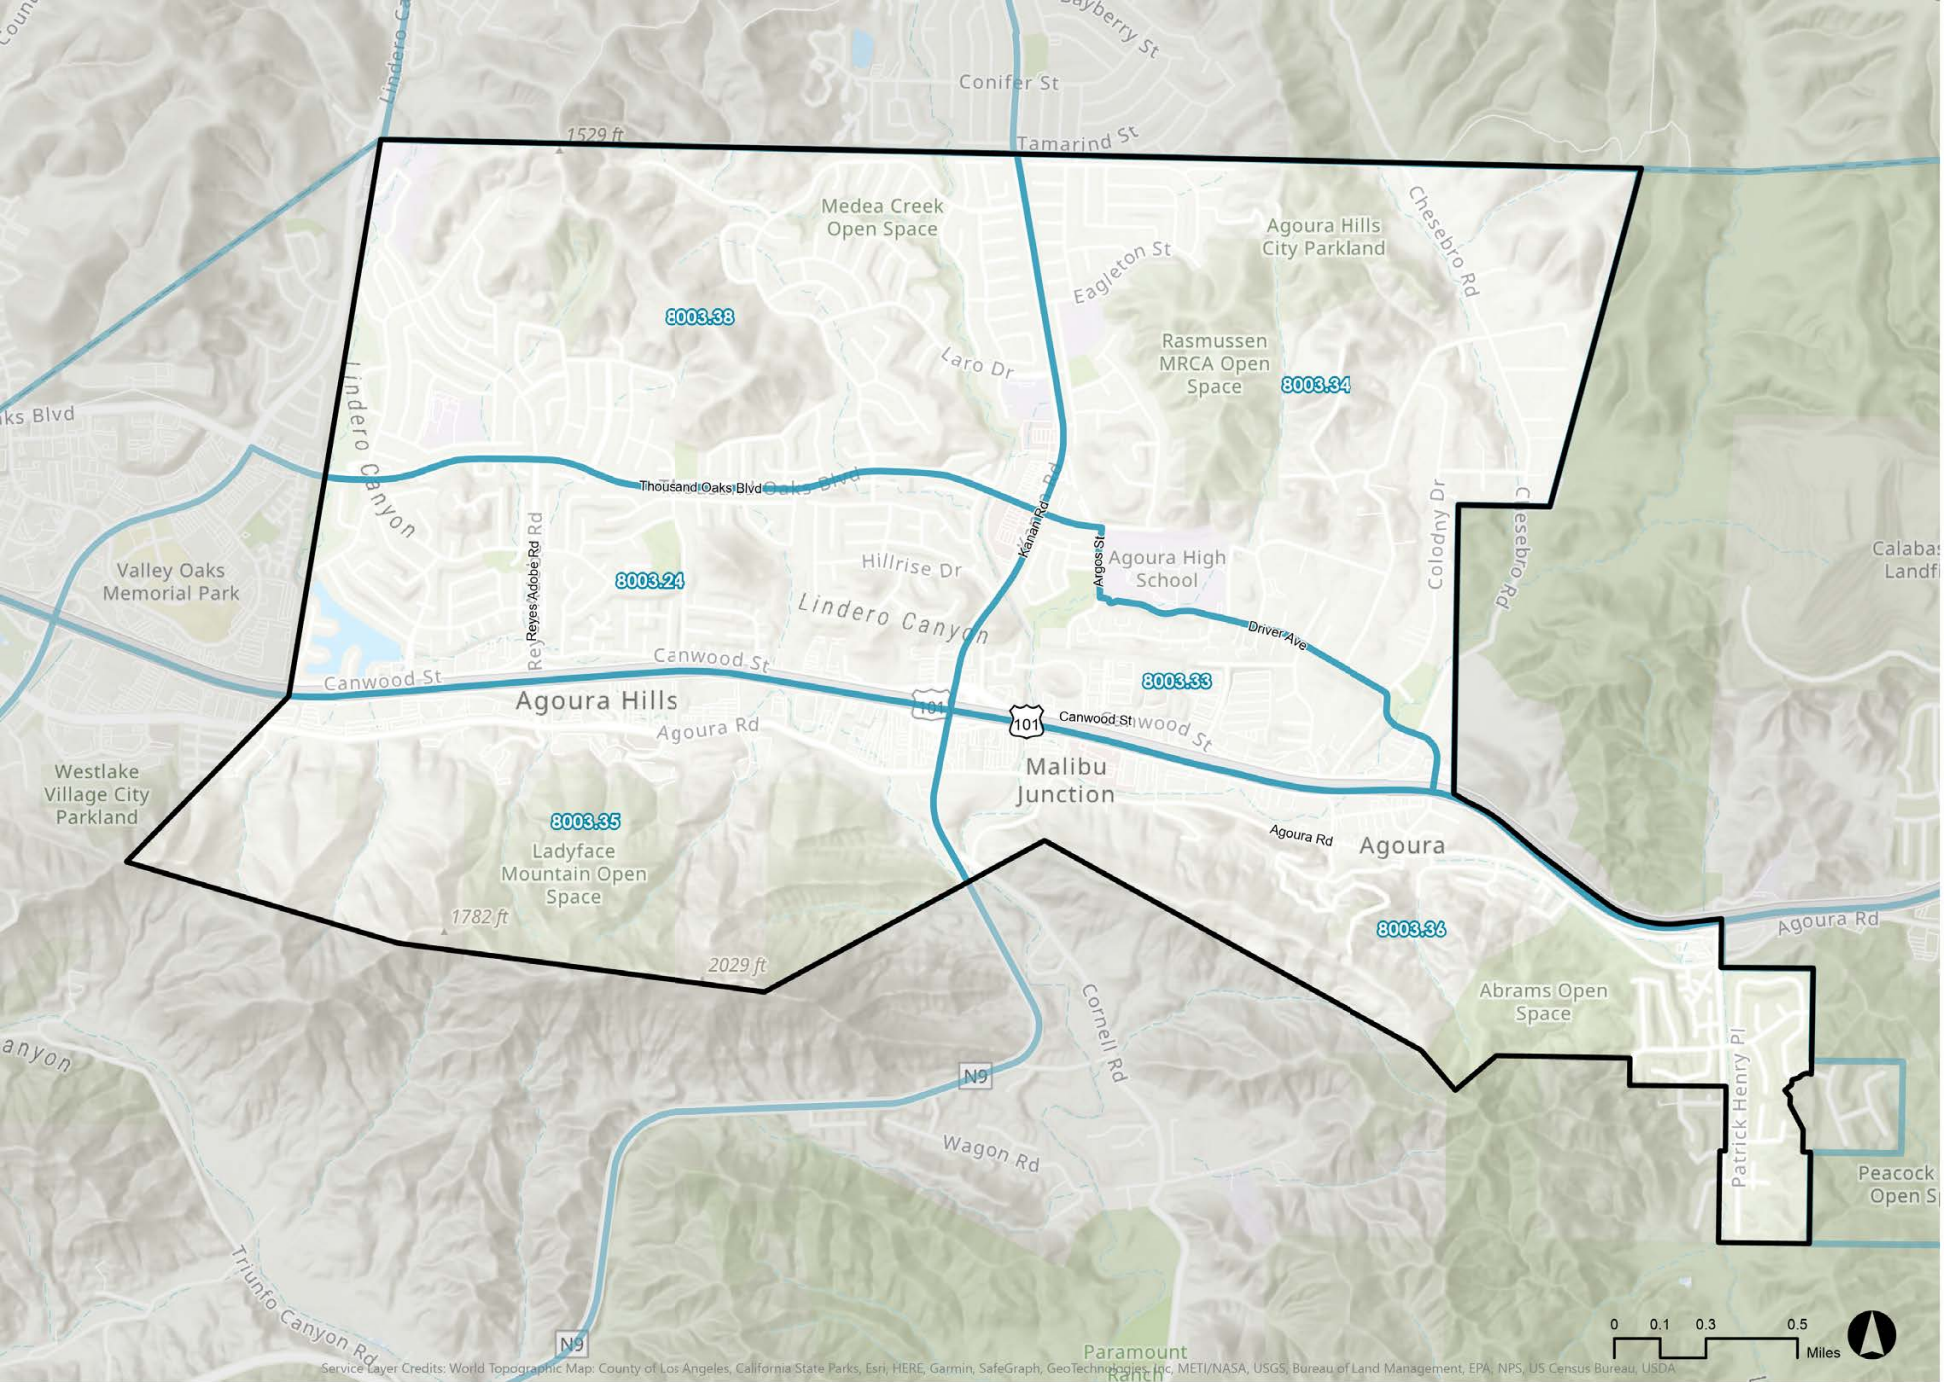 Lindero Ca
Bayberry St
Conifer St
1529 ft
Tamarind St
Medea Creek
Open Space
Agoura Hills
City Parkland
Chesebro Rd
Eagleton St
8003.38
Rasmussen
MRCA Open
Space
Laro Dr
8003.34
Lindero Canyon
ks Blvd
Thousand Oaks Blvd
Oaks Blvd
Kanan Rd
Rd
Argos St
Agoura High
School
Colodny Dr
Chesebro Rd
Calabas
Landfi
Valley Oaks
Memorial Park
Reyes Adobe Rd
Rd
8003.24
Hillrise Dr
Lindero Canyon
Driver Ave
Canwood St
Canwood St
8003.33
Agoura Hills
101
101
Canwood St
Canwood St
Agoura Rd
Malibu
Junction
Westlake
Village City
Parkland
8003.35
Ladyface
Mountain Open
Space
Agoura Rd
Agoura
1782 ft
8003.36
Agoura Rd
2029 ft
Abrams Open
Space
Cornell Rd
anyon
N9
Patrick Henry Pl
Wagon Rd
Peacock
Open S
Triunfo Canyon Rd
N9
Paramount
Ranch
0 0.1 0.3 0.5
Miles
Service Layer Credits: World Topographic Map: County of Los Angeles, California State Parks, Esri, HERE, Garmin, SafeGraph, GeoTechnologies, Inc, METI/NASA, USGS, Bureau of Land Management, EPA, NPS, US Census Bureau, USDA